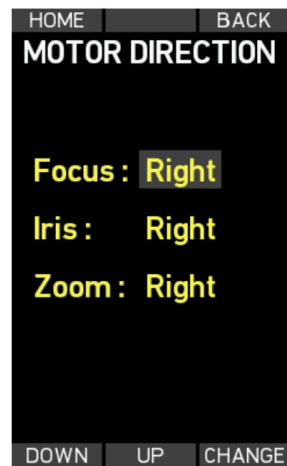 HOME BACK
MOTOR DIRECTION
Focus : Right
Iris : Right
Zoom : Right
DOWN UP CHANGE